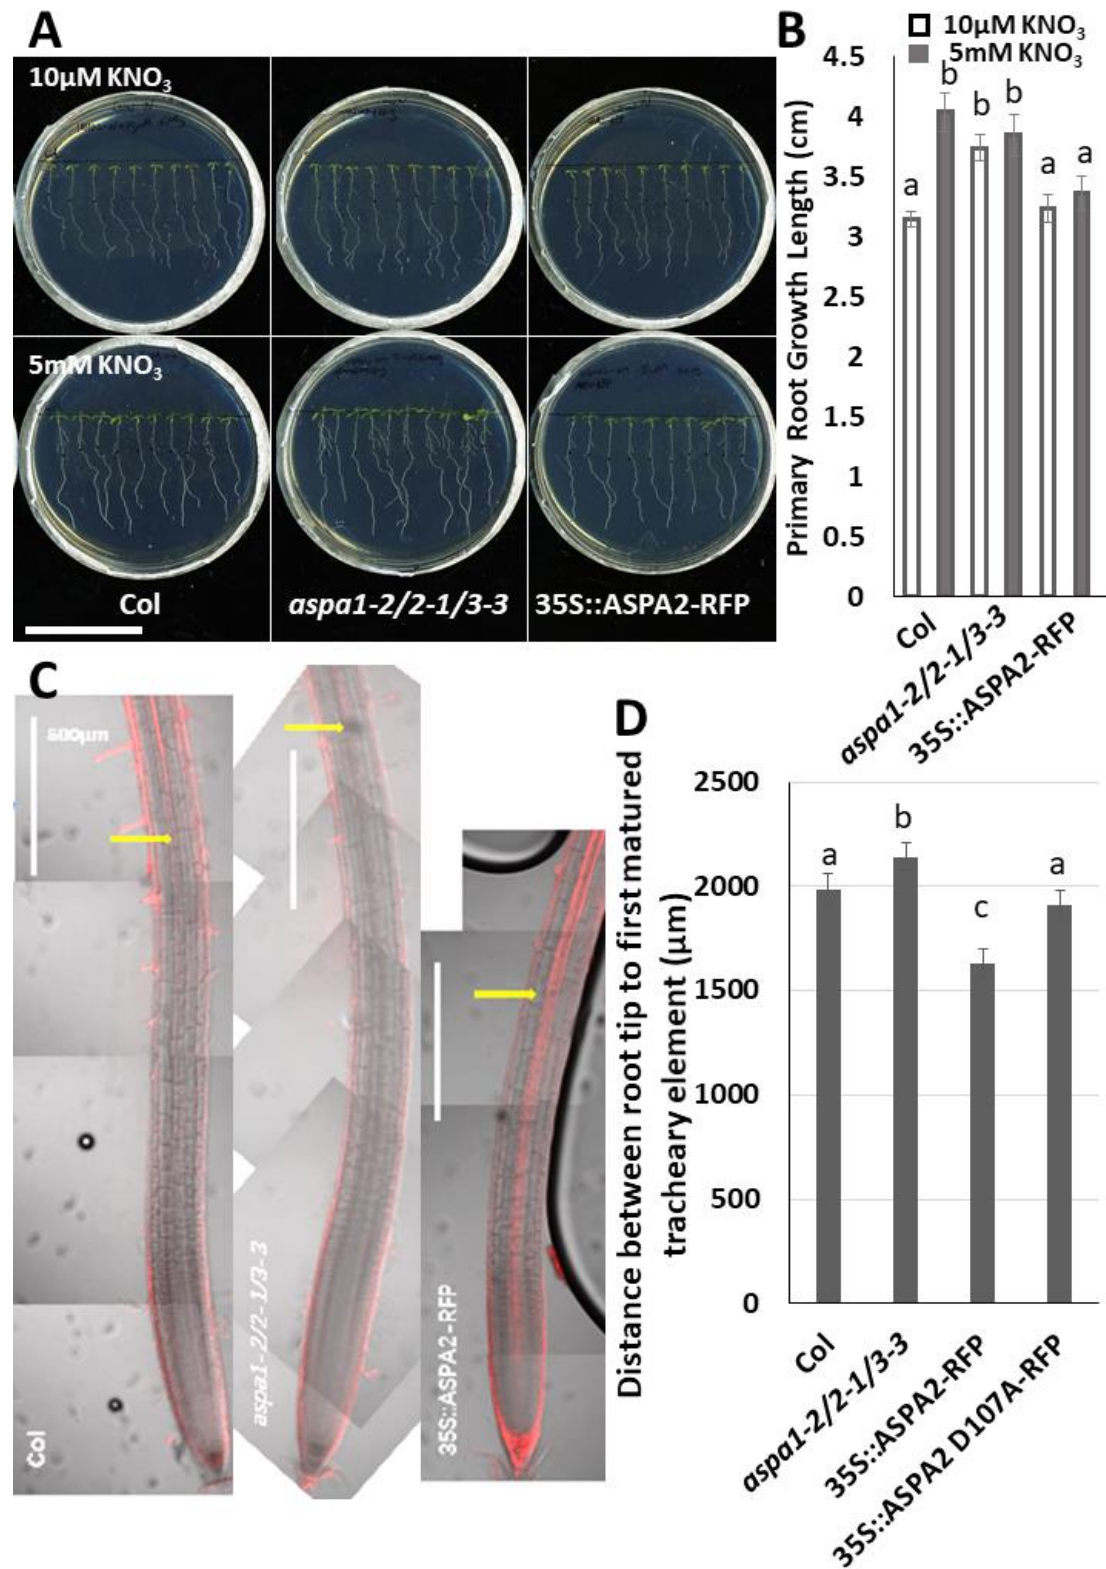 A
10µM KNO3
5mM KNO3
Col
aspa1-2/2-1/3-3
35S::ASPA2-RFP
B
10µM KNO3
5mM KNO3
Primary Root Growth Length (cm)
4.5
4
3.5
3
2.5
2
1.5
1
0.5
0
a
b
b
b
a
a
Col
aspa1-2/2-1/3-3
35S::ASPA2-RFP
C
500µm
Col
aspa1-2/2-1/3-3
35S::ASPA2-RFP
D
Distance between root tip to first matured
tracheary element (µm)
2500
2000
1500
1000
500
0
a
b
c
a
Col
aspa1-2/2-1/3-3
35S::ASPA2-RFP
35S::ASPA2 D107A-RFP